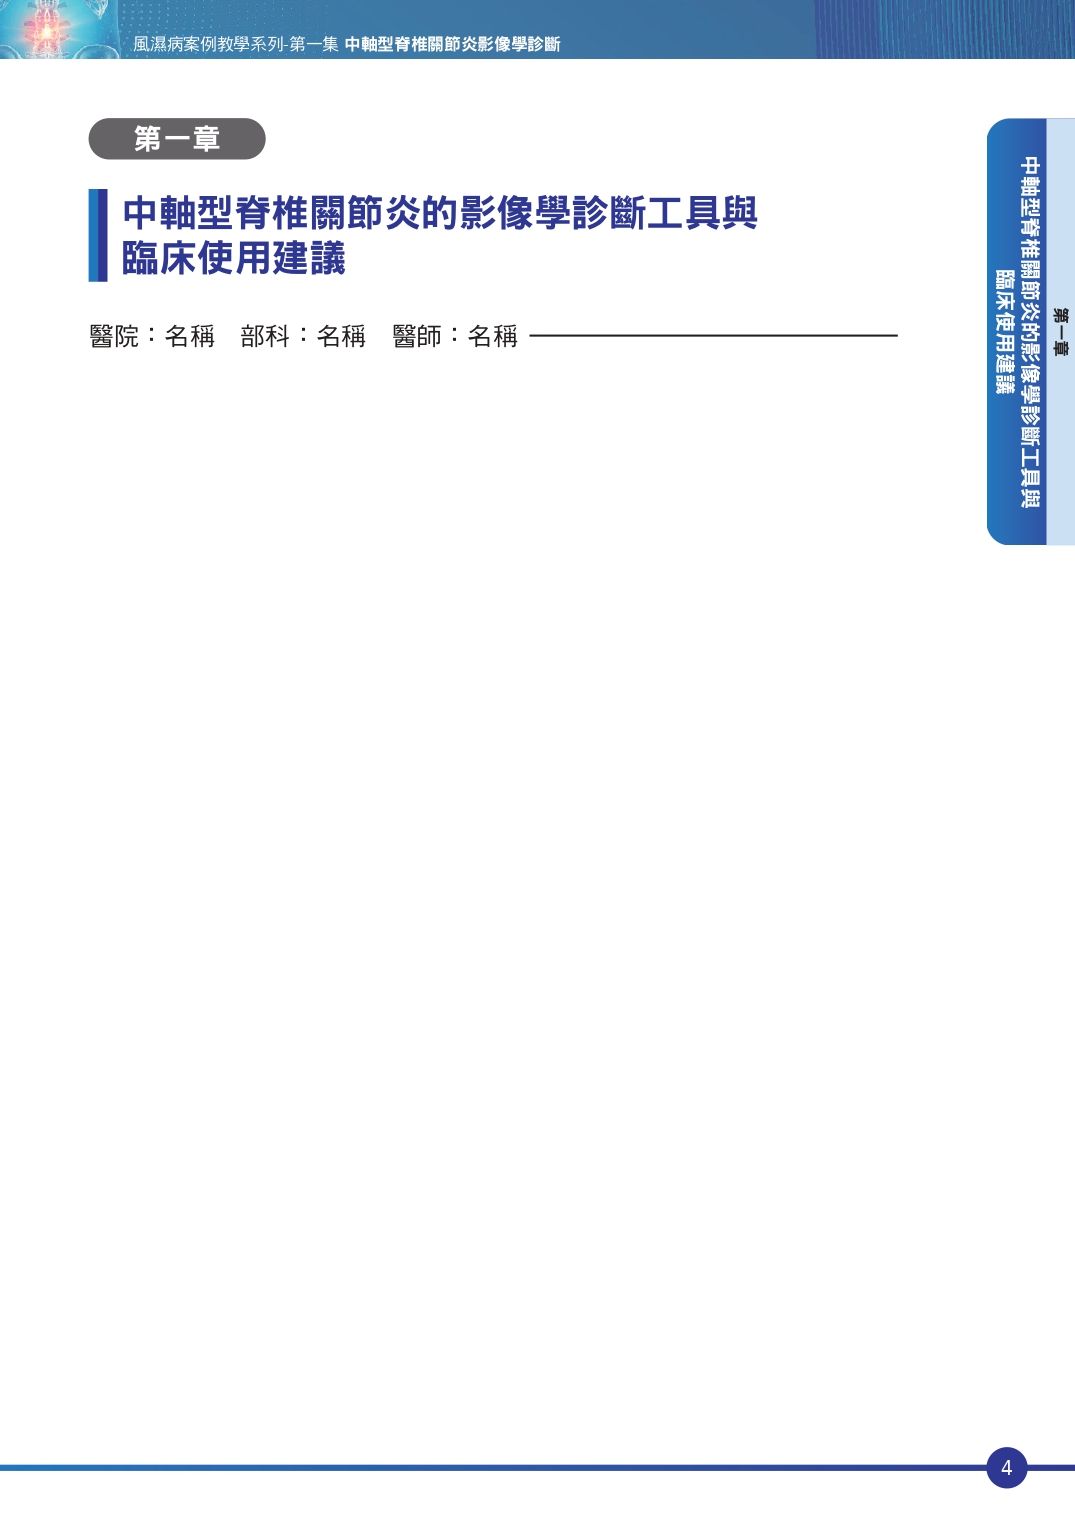 風濕病案例教學系列-第一集 中軸型脊椎關節炎影像學診斷
第一章
中軸型脊椎關節炎的影像學診斷工具與
臨床使用建議
醫院：名稱 部科：名稱 醫師：名稱
第一章
中軸型脊椎關節炎的影像學診斷工具與
臨床使用建議
4